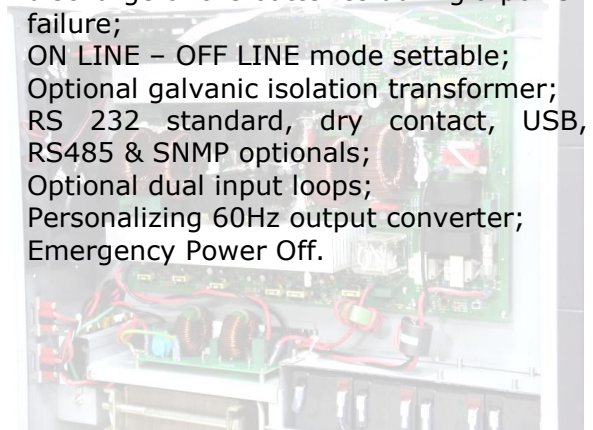 failure;
ON LINE – OFF LINE mode settable;
Optional galvanic isolation transformer;
RS 232 standard, dry contact, USB,
RS485 & SNMP optionals;
Optional dual input loops;
Personalizing 60Hz output converter;
Emergency Power Off.